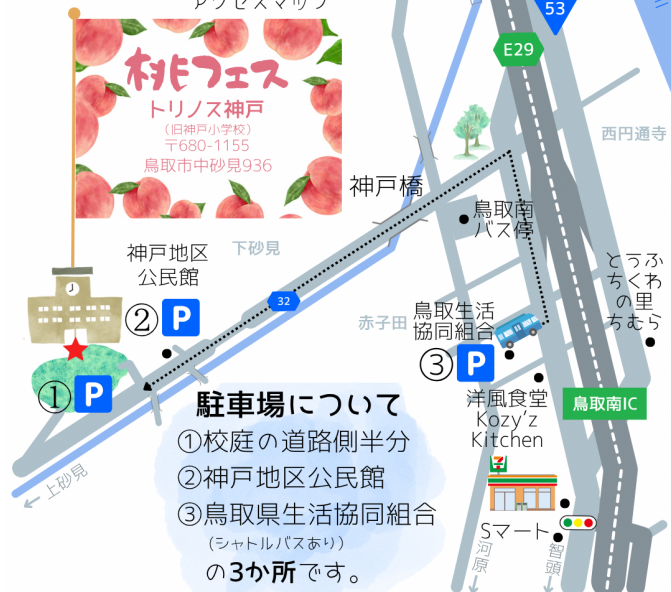 アクセスマップ
53
E29
桃フェス
トリノス神戸
(旧神戸小学校)
〒680-1155
鳥取市中砂見936
西円通寺
神戸橋
鳥取南
バス停
神戸地区
公民館
下砂見
とうふ
ちくわ
の里
ちむら
32
② P
赤子田
鳥取生活
協同組合
③ P
① P
洋風食堂
Kozy'z
Kitchen
鳥取南IC
駐車場について
①校庭の道路側半分
②神戸地区公民館
③鳥取県生活協同組合
(シャトルバスあり)
の3か所です。
上砂見
7
Sマート
河原
智頭